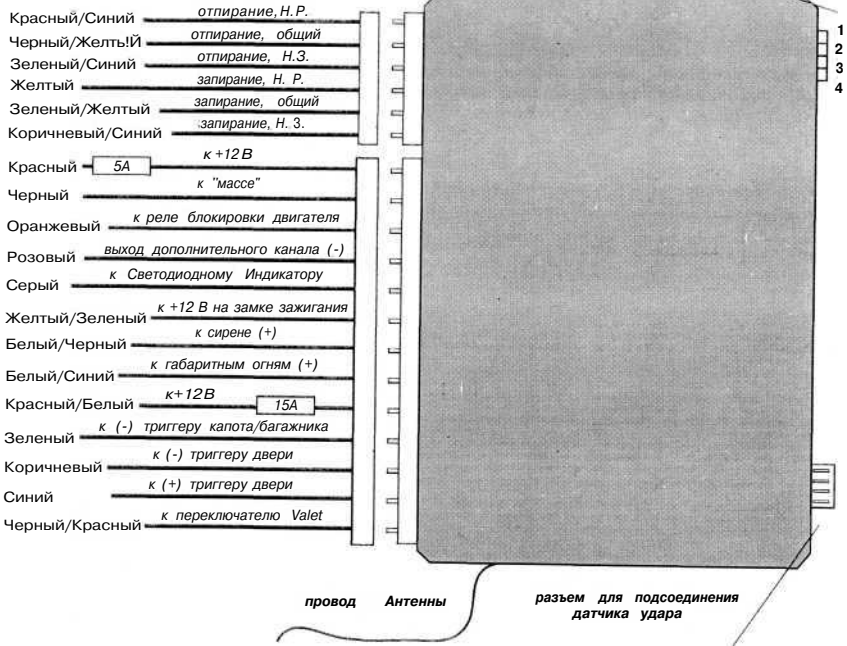 Красный/Синий отпирание, Н.Р.
Черный/Желть!Й отпирание, общий
Зеленый/Синий отпирание, Н.З.
Желтый запирание, Н. Р.
Зеленый/Желтый запирание, общий
Коричневый/Синий запирание, Н. З.
Красный 5А к +12 В
Черный к "массе"
Оранжевый к реле блокировки двигателя
Розовый выход дополнительного канала (-)
Серый к Светодиодному Индикатору
Желтый/Зеленый к +12 В на замке зажигания
Белый/Черный к сирене (+)
Белый/Синий к габаритным огням (+)
Красный/Белый к+12В 15А
Зеленый к (-) триггеру капота/багажника
Коричневый к (-) триггеру двери
Синий к (+) триггеру двери
Черный/Красный к переключателю Valet
1
2
3
4
провод Антенны
разъем для подсоединения
датчика удара